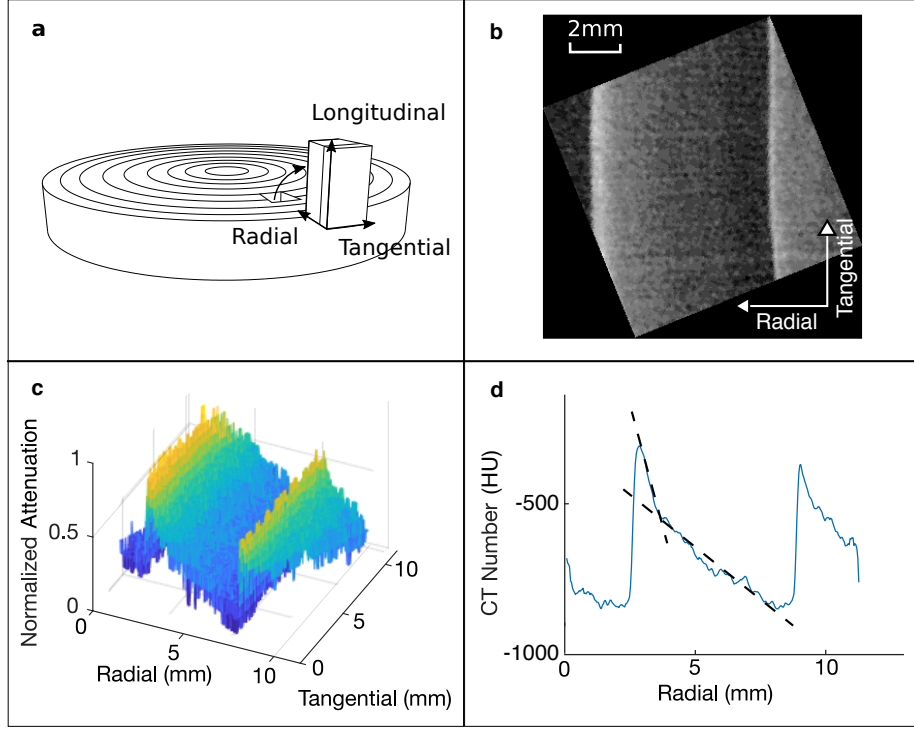 a
Longitudinal
Radial
Tangential
b
2mm
Tangential
Radial
c
Normalized Attenuation
1
0.5
0
0
5
10
Radial (mm)
0
5
10
Tangential (mm)
d
CT Number (HU)
-500
-1000
0
5
10
Radial (mm)